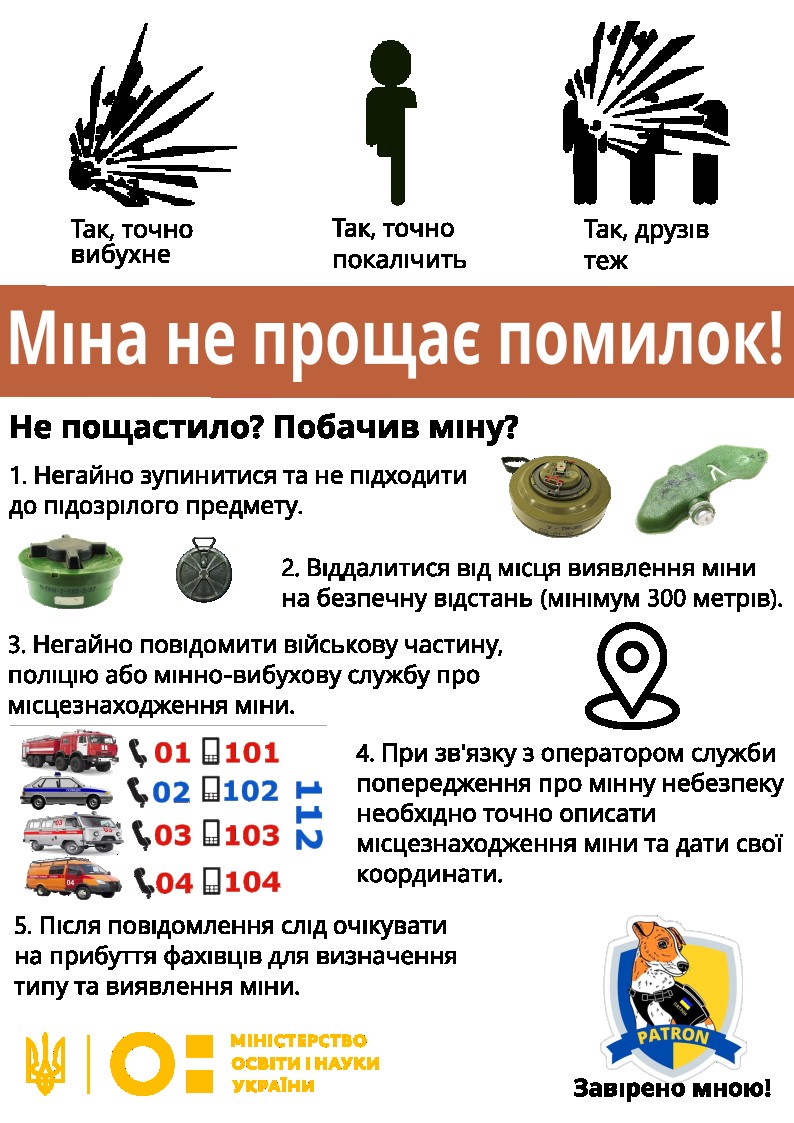 Так, точно
вибухне
Так, точно
покалічить
Так, друзів
теж
Міна не прощає помилок!
Не пощастило? Побачив міну?
1. Негайно зупинитися та не підходити
до підозрілого предмету.
2. Віддалитися від місця виявлення міни
на безпечну відстань (мінімум 300 метрів).
3. Негайно повідомити військову частину,
поліцію або мінно-вибухову службу про
місцезнаходження міни.
01 101
02 102
03 103
04 104
112
4. При зв'язку з оператором служби
попередження про мінну небезпеку
необхідно точно описати
місцезнаходження міни та дати свої
координати.
5. Після повідомлення слід очікувати
на прибуття фахівців для визначення
типу та виявлення міни.
МІНІСТЕРСТВО
ОСВІТИ І НАУКИ
УКРАЇНИ
PATRON
Завірено мною!